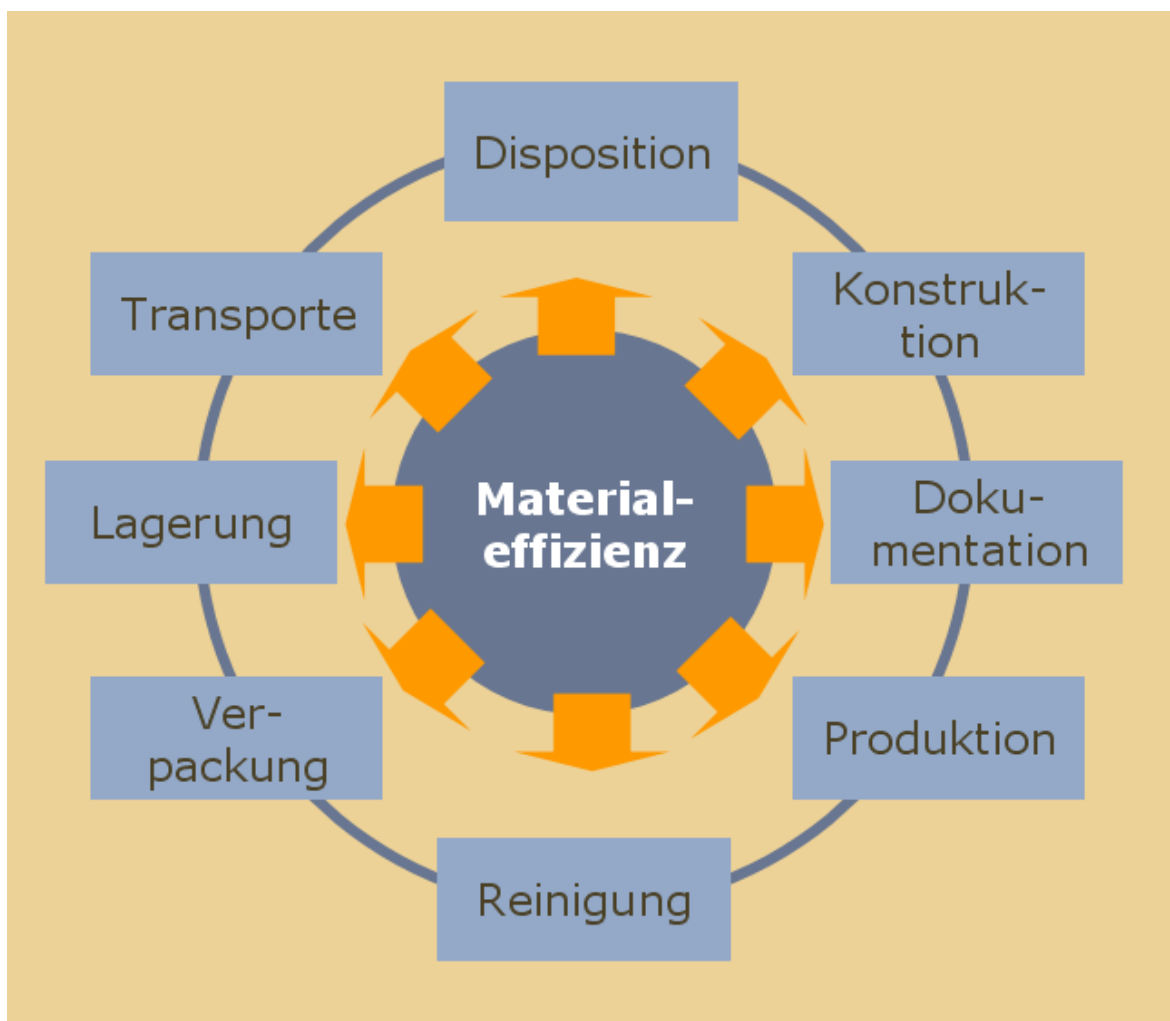 Disposition
Konstruk-
tion
Doku-
mentation
Produktion
Reinigung
Ver-
packung
Lagerung
Transporte
Material-
effizienz